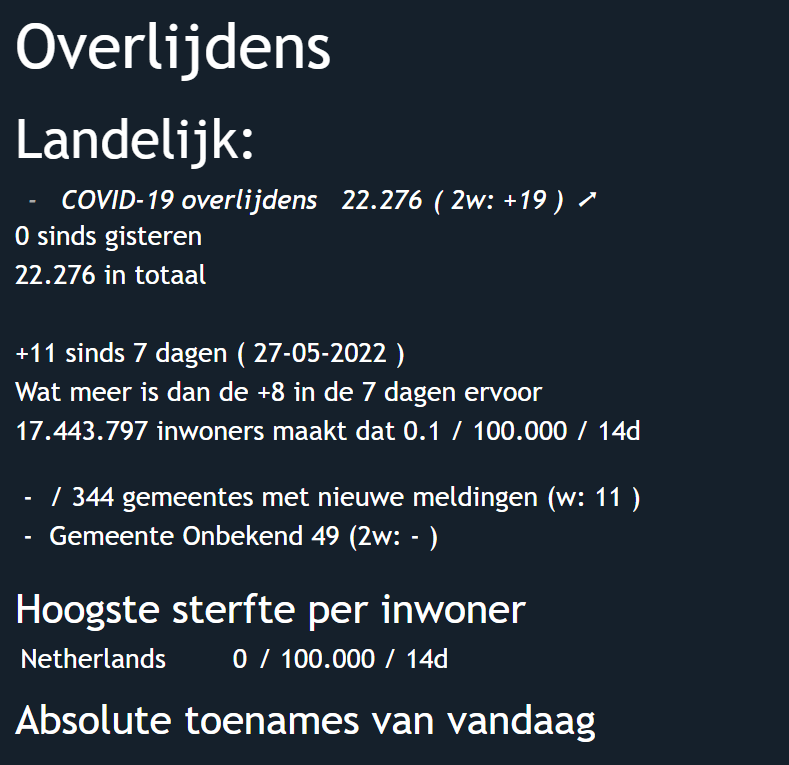 Overlijdens
Landelijk:
- COVID-19 overlijdens 22.276 ( 2w: +19 ) ➚
0 sinds gisteren
22.276 in totaal
+11 sinds 7 dagen ( 27-05-2022 )
Wat meer is dan de +8 in de 7 dagen ervoor
17.443.797 inwoners maakt dat 0.1 / 100.000 / 14d
- / 344 gemeentes met nieuwe meldingen (w: 11 )
- Gemeente Onbekend 49 (2w: - )
Hoogste sterfte per inwoner
Netherlands 0 / 100.000 / 14d
Absolute toenames van vandaag